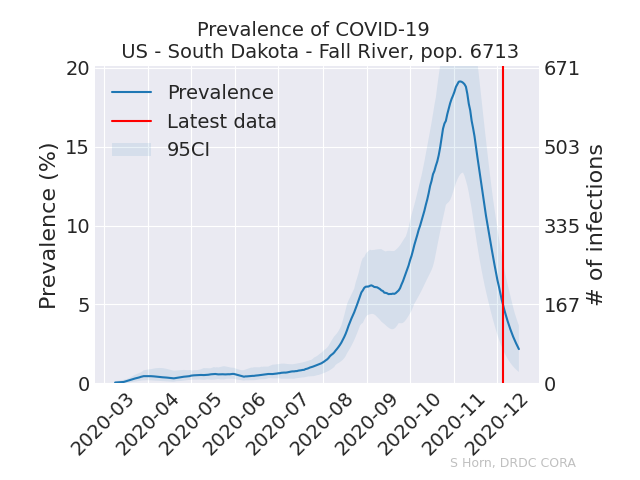 Prevalence of COVID-19
US - South Dakota - Fall River, pop. 6713
Prevalence
Latest data
95CI
Prevalence (%)
20
15
10
5
0
671
503
335
167
0
# of infections
2020-03
2020-04
2020-05
2020-06
2020-07
2020-08
2020-09
2020-10
2020-11
2020-12
S Horn, DRDC CORA